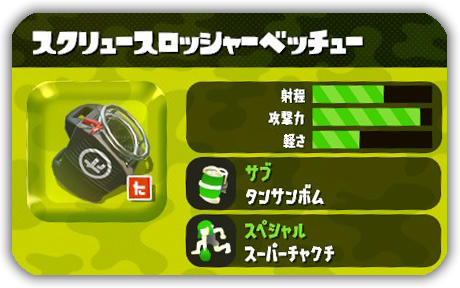 スクリュースロッシャーベッチュー
射程
攻撃力
軽さ
た
サブ
タンサンボム
スペシャル
スーパーチャクチ